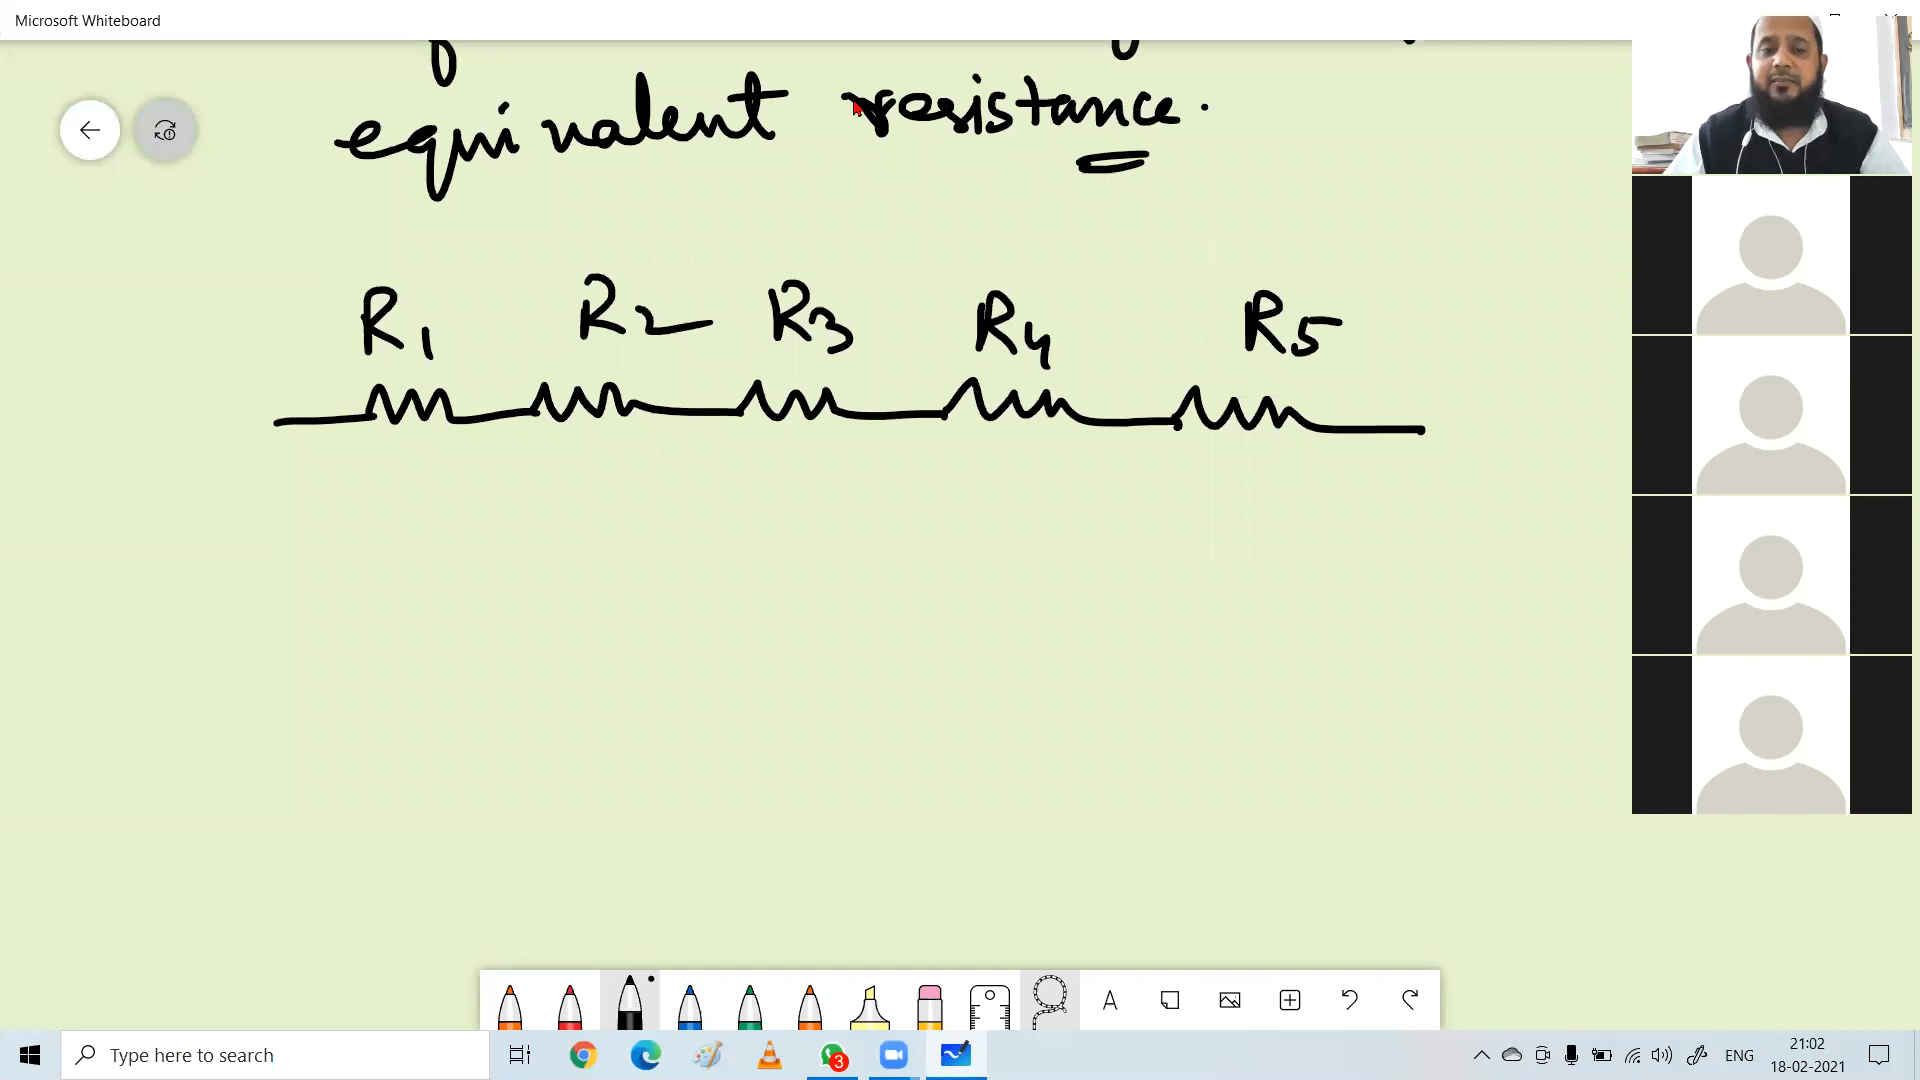 Microsoft Whiteboard
equivalent resistance.
R1 R2 R3 R4 R5
A
Type here to search
3
ENG
21:02
18-02-2021